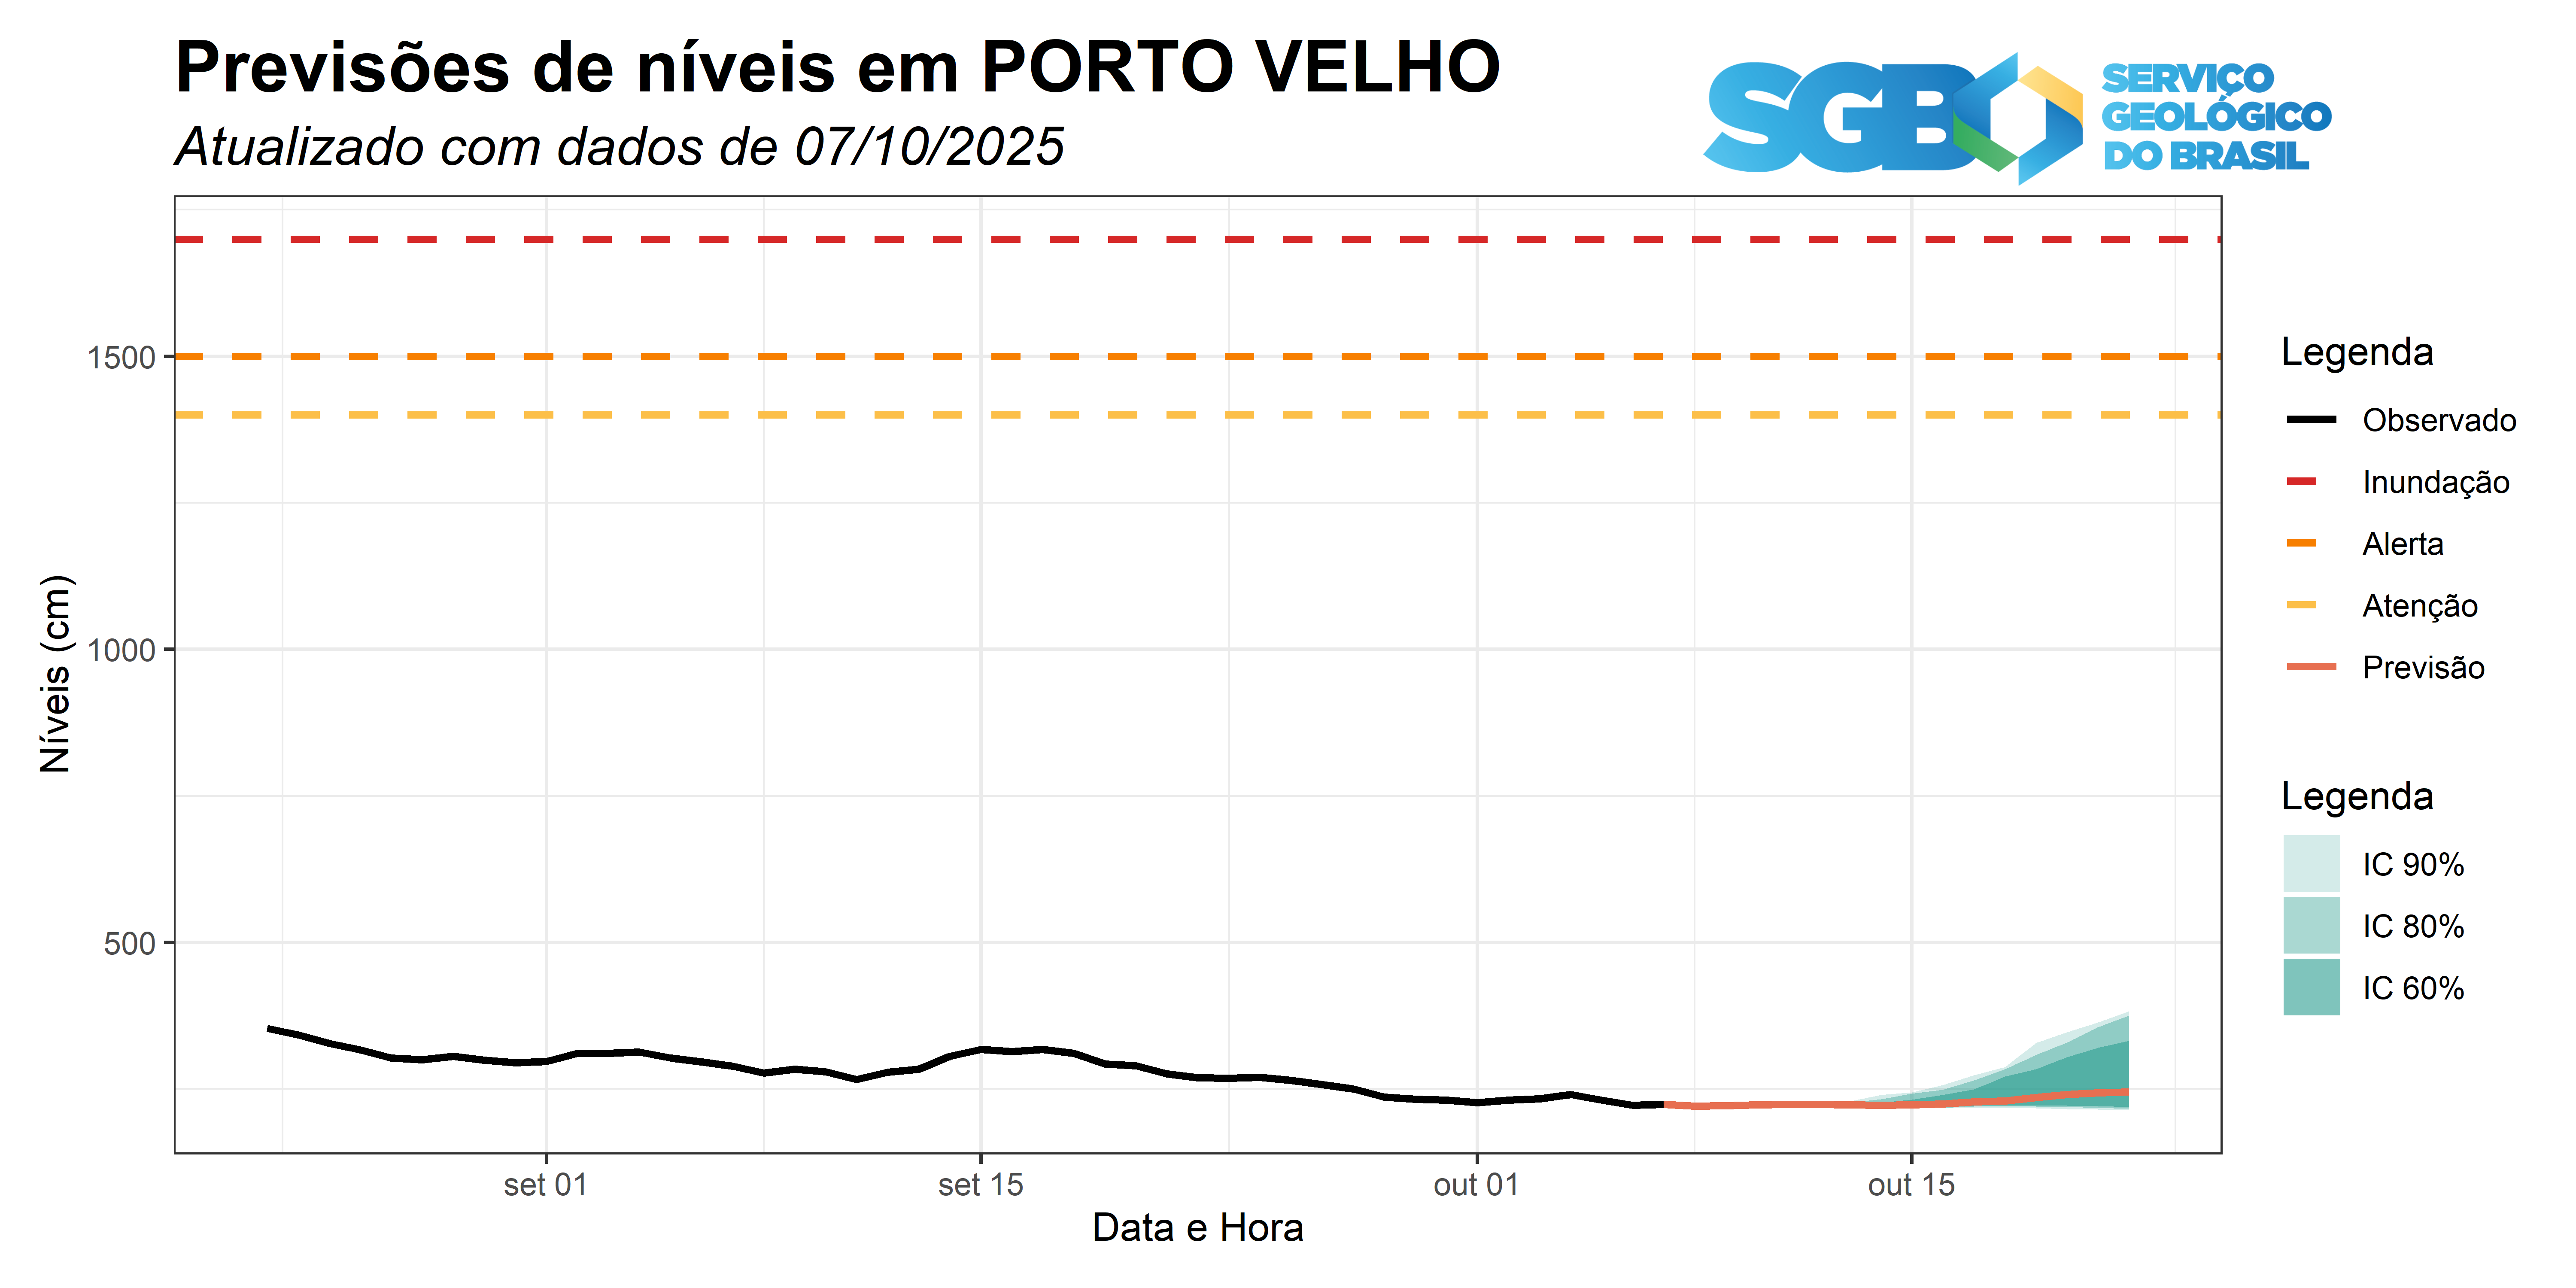 Previsões de níveis em PORTO VELHO
Atualizado com dados de 07/10/2025
SGB
SERVIÇO
GEOLÓGICO
DO BRASIL
Níveis (cm)
1500
1000
500
set 01
set 15
out 01
out 15
Data e Hora
Legenda
Observado
Inundação
Alerta
Atenção
Previsão
Legenda
IC 90%
IC 80%
IC 60%